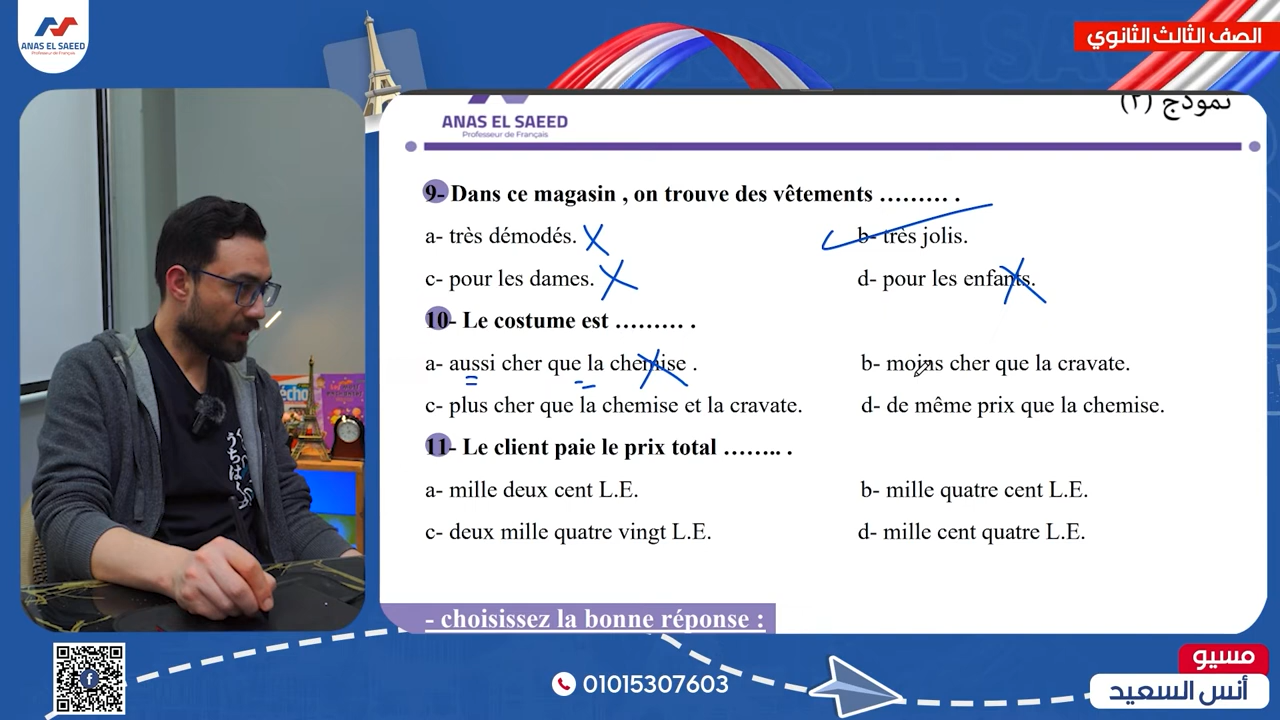 ANAS EL SAEED
Professeur de Français
الصف الثالث الثانوي
ANAS EL SAEED
Professeur de Français
نموذج (٢)
9- Dans ce magasin , on trouve des vêtements ……… .
a- très démodés.
b- très jolis.
c- pour les dames.
d- pour les enfants.
10- Le costume est ……… .
a- aussi cher que la chemise .
b- moins cher que la cravate.
c- plus cher que la chemise et la cravate.
d- de même prix que la chemise.
11- Le client paie le prix total …….. .
a- mille deux cent L.E.
b- mille quatre cent L.E.
c- deux mille quatre vingt L.E.
d- mille cent quatre L.E.
- choisissez la bonne réponse :
01015307603
مسيو
أنس السعيد